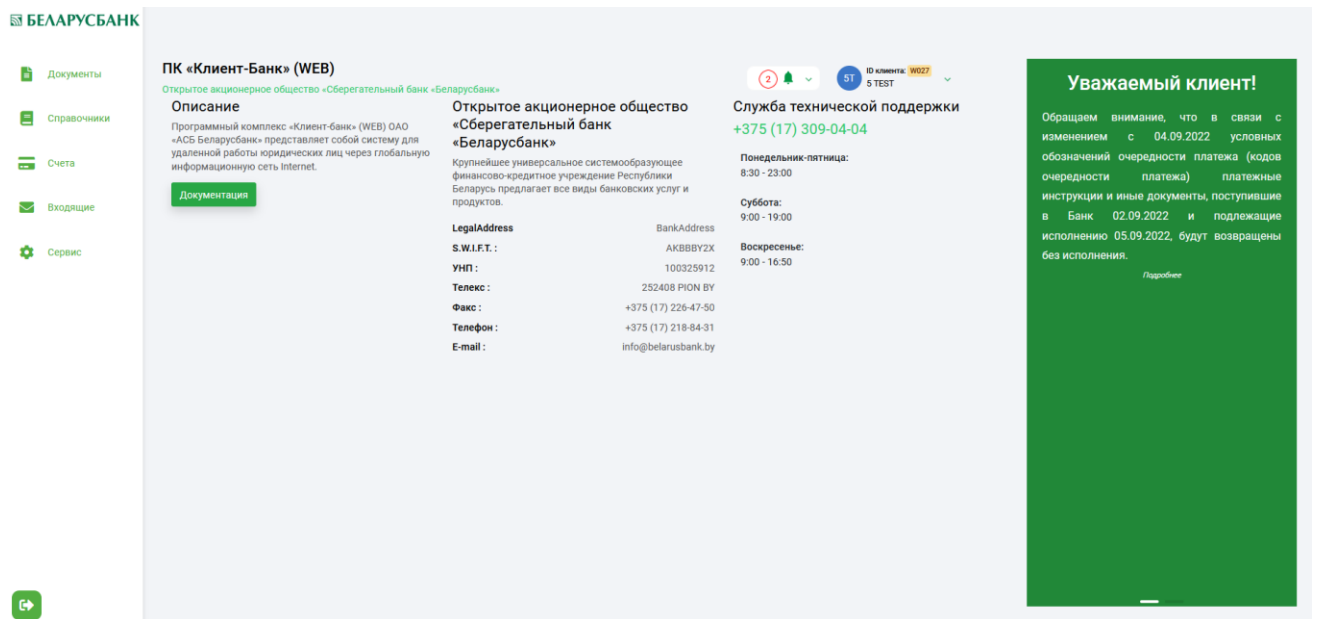 БЕЛАРУСБАНК
Документы
Справочники
Счета
Входящие
Сервис
ПК «Клиент-Банк» (WEB)
Открытое акционерное общество «Сберегательный банк «Беларусбанк»
2
5T
ID клиента: W027
5 TEST
Описание
Программный комплекс «Клиент-банк» (WEB) ОАО
«АСБ Беларусбанк» представляет собой систему для
удаленной работы юридических лиц через глобальную
информационную сеть Internet.
Документация
Открытое акционерное общество
«Сберегательный банк
«Беларусбанк»
Крупнейшее универсальное системообразующее
финансово-кредитное учреждение Республики
Беларусь предлагает все виды банковских услуг и
продуктов.
LegalAddress BankAddress
S.W.I.F.T. : AKBBBY2X
УНП : 100325912
Телекс : 252408 PION BY
Факс : +375 (17) 226-47-50
Телефон : +375 (17) 218-84-31
E-mail : info@belarusbank.by
Служба технической поддержки
+375 (17) 309-04-04
Понедельник-пятница:
8:30 - 23:00
Суббота:
9:00 - 19:00
Воскресенье:
9:00 - 16:50
Уважаемый клиент!
Обращаем внимание, что в связи с
изменением с 04.09.2022 условных
обозначений очередности платежа (кодов
очередности платежа) платежные
инструкции и иные документы, поступившие
в Банк 02.09.2022 и подлежащие
исполнению 05.09.2022, будут возвращены
без исполнения.
Подробнее